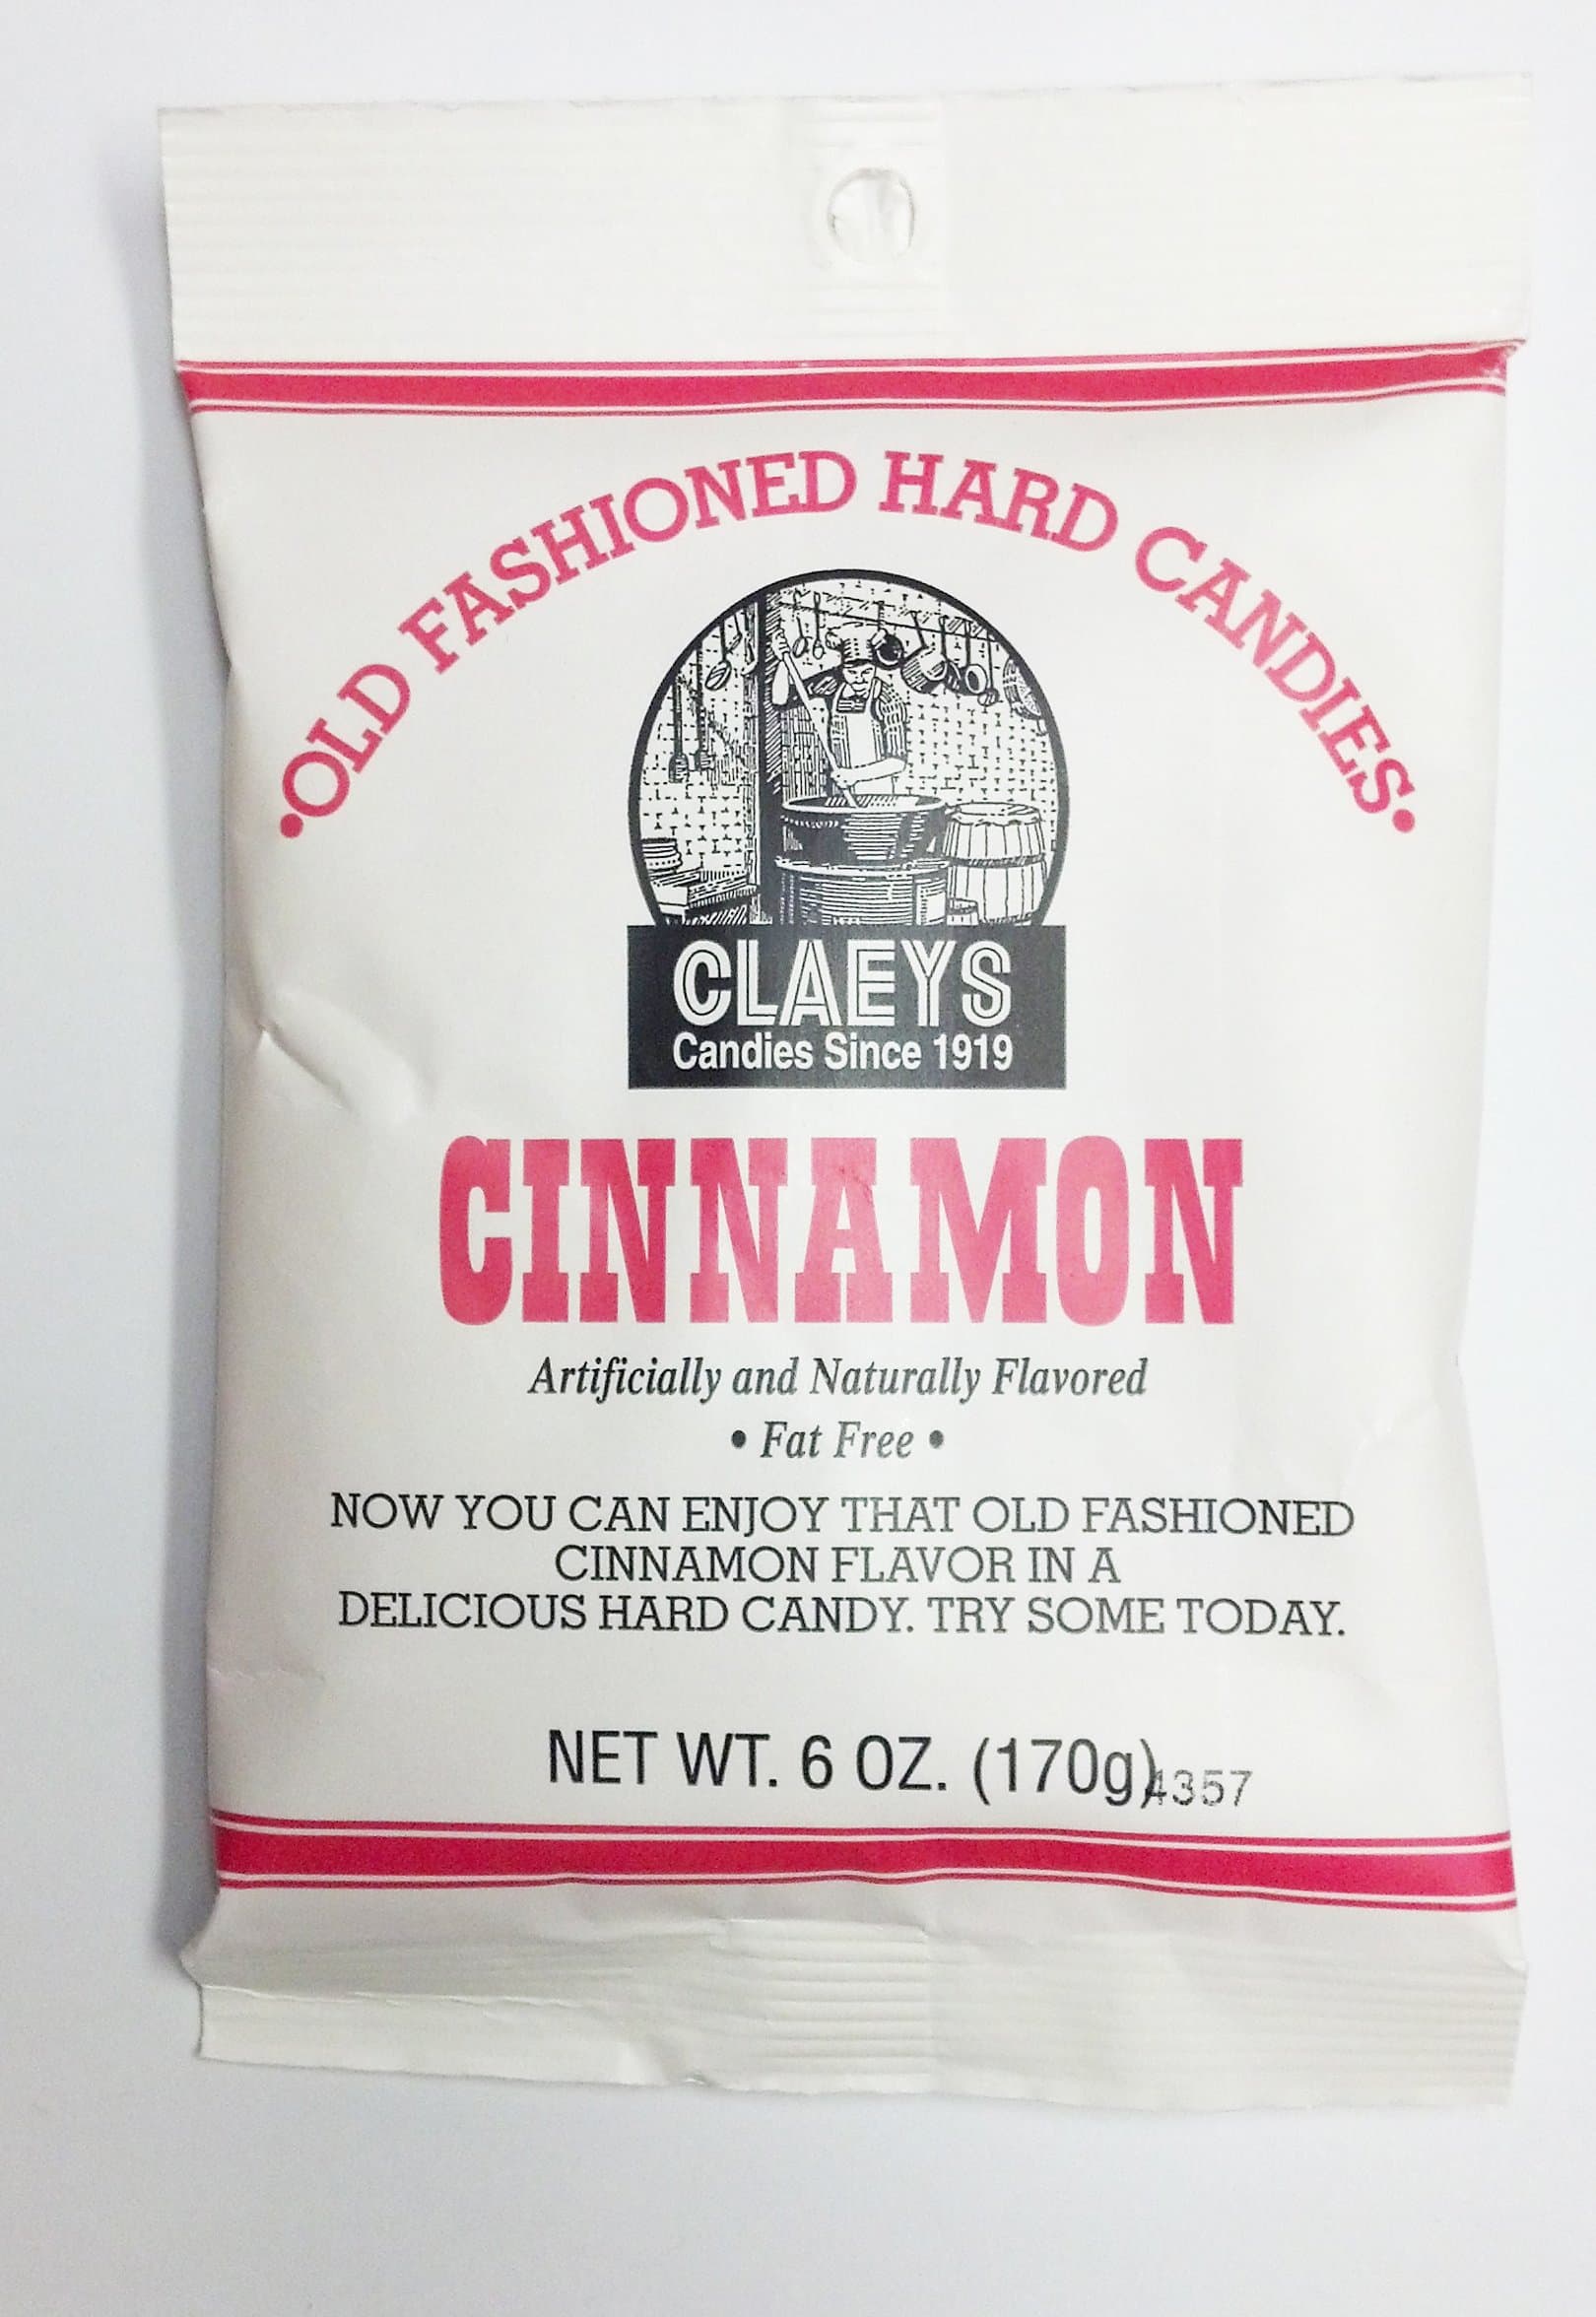 •OLD FASHIONED HARD CANDIES•
CLAEYS
Candies Since 1919
CINNAMON
Artificially and Naturally Flavored
• Fat Free •
NOW YOU CAN ENJOY THAT OLD FASHIONED
CINNAMON FLAVOR IN A
DELICIOUS HARD CANDY. TRY SOME TODAY.
NET WT. 6 OZ. (170g)
4357